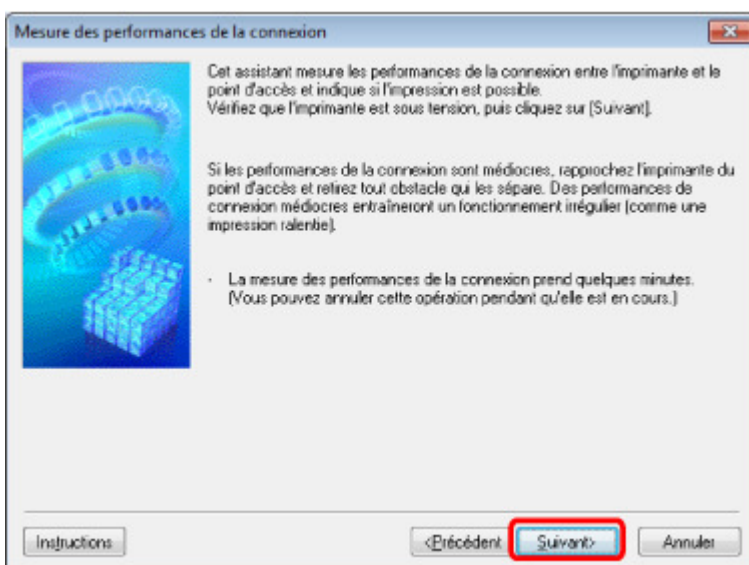 Mesure des performances de la connexion
Cet assistant mesure les performances de la connexion entre l'imprimante et le
point d'accès et indique si l'impression est possible.
Vérifiez que l'imprimante est sous tension, puis cliquez sur [Suivant].
Si les performances de la connexion sont médiocres, rapprochez l'imprimante du
point d'accès et retirez tout obstacle qui les sépare. Des performances de
connexion médiocres entraîneront un fonctionnement irrégulier (comme une
impression ralentie).
· La mesure des performances de la connexion prend quelques minutes.
(Vous pouvez annuler cette opération pendant qu'elle est en cours.)
Instructions
<Précédent
Suivant>
Annuler